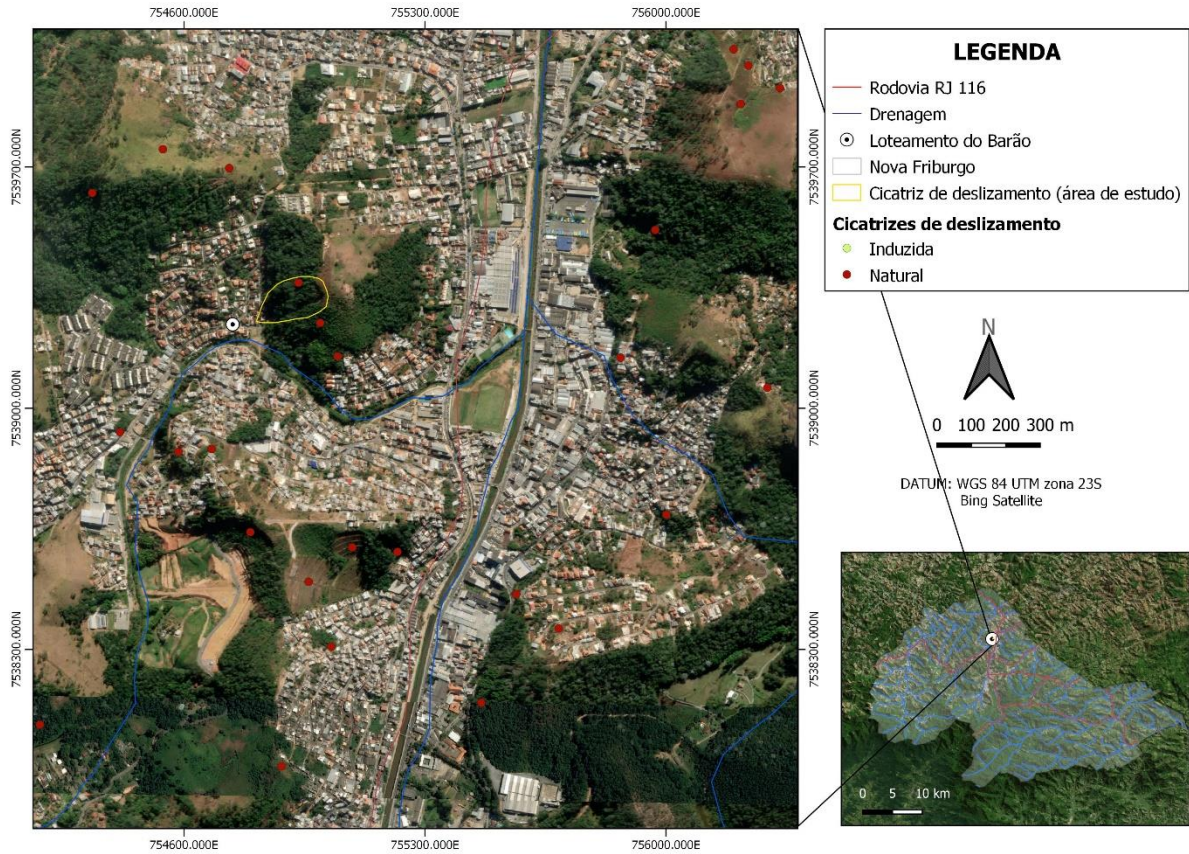 754600.000E
755300.000E
756000.000E
7539700.000N
7539000.000N
7538300.000N
7539700.000N
7539000.000N
7538300.000N
754600.000E
755300.000E
756000.000E
LEGENDA
Rodovia RJ 116
Drenagem
Loteamento do Barão
Nova Friburgo
Cicatriz de deslizamento (área de estudo)
Cicatrizes de deslizamento
Induzida
Natural
N
0 100 200 300 m
DATUM: WGS 84 UTM zona 23S
Bing Satellite
0 5 10 km